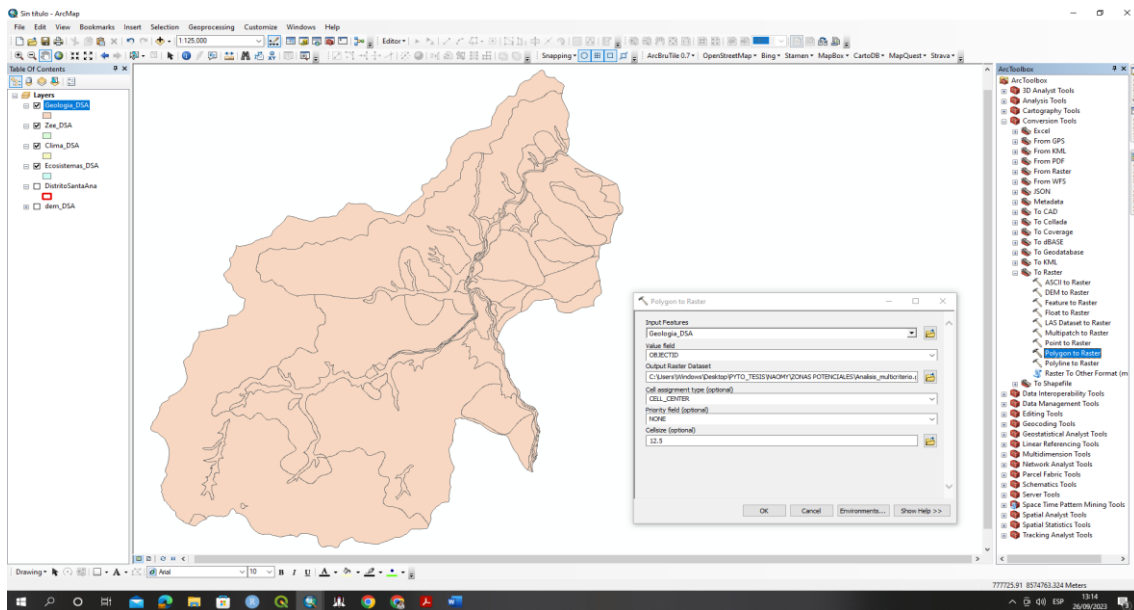 Sin título - ArcMap
File Edit View Bookmarks Insert Selection Geoprocessing Customize Windows Help
1:125,000
Editor
Snapping
ArcBruTile 0.7 OpenStreetMap Bing Stamen MapBox CartoDB MapQuest Strava
Table Of Contents
Layers
Geologia_DSA
Zee_DSA
Clima_DSA
Ecosistemas_DSA
DistritoSantaAna
dem_DSA
Polygon to Raster
Input Features
Geologia_DSA
Value field
OBJECTID
Output Raster Dataset
C:\Users\Windows\Desktop\PYTO_TESIS\NAOMY\ZONAS POTENCIALES\Analisis_multicriterio.
Cell assignment type (optional)
CELL_CENTER
Priority field (optional)
NONE
Cellsize (optional)
12.5
OK Cancel Environments... Show Help >>
ArcToolbox
ArcToolbox
3D Analyst Tools
Analysis Tools
Cartography Tools
Conversion Tools
Excel
From GPS
From KML
From PDF
From Raster
From WFS
JSON
Metadata
To CAD
To Collada
To Coverage
To dBASE
To Geodatabase
To KML
To Raster
ASCII to Raster
DEM to Raster
Feature to Raster
Float to Raster
LAS Dataset to Raster
Multipatch to Raster
Point to Raster
Polygon to Raster
Polyline to Raster
Raster To Other Format (m
To Shapefile
Data Interoperability Tools
Data Management Tools
Editing Tools
Geocoding Tools
Geostatistical Analyst Tools
Linear Referencing Tools
Multidimension Tools
Network Analyst Tools
Parcel Fabric Tools
Schematics Tools
Server Tools
Space Time Pattern Mining Tools
Spatial Analyst Tools
Spatial Statistics Tools
Tracking Analyst Tools
Drawing A Arial 10 B I U A
777725.91 8574763.324 Meters
ESP
13:14
26/09/2023